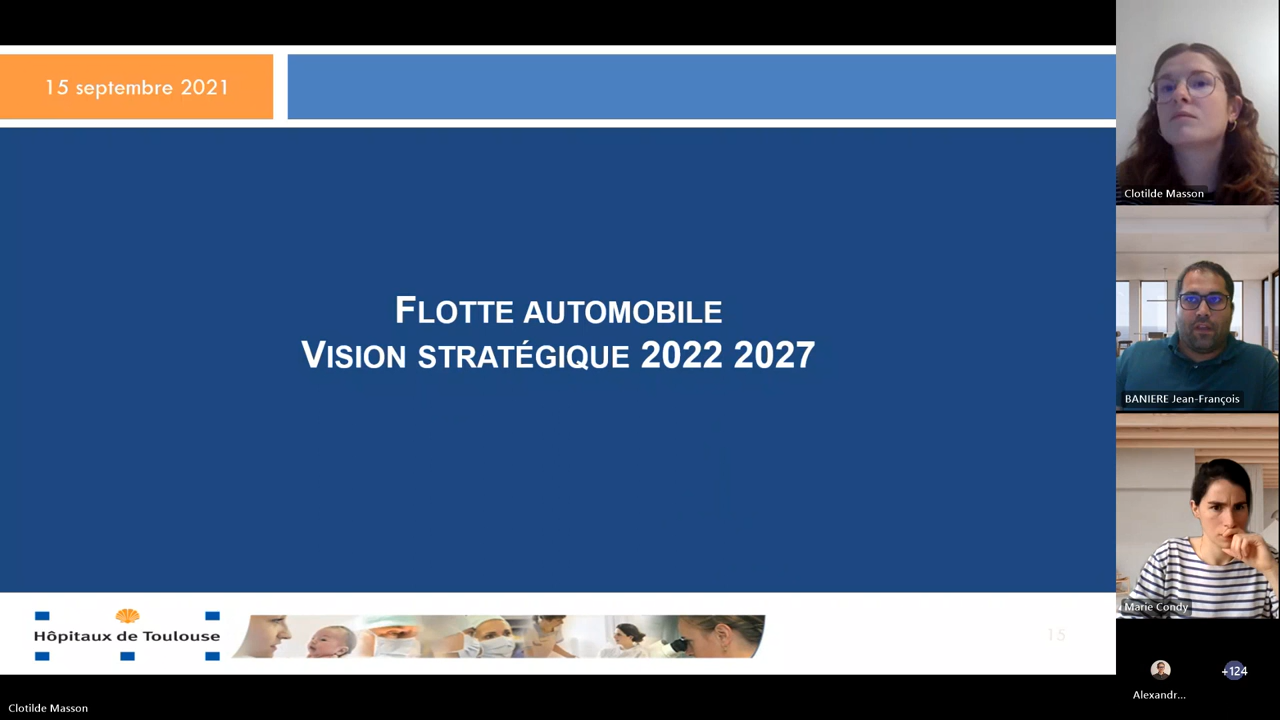 15 septembre 2021
FLOTTE AUTOMOBILE
VISION STRATÉGIQUE 2022 2027
Hôpitaux de Toulouse
15
Clotilde Masson
BANIERE Jean-François
Marie Condy
+124
Alexandr...
Clotilde Masson